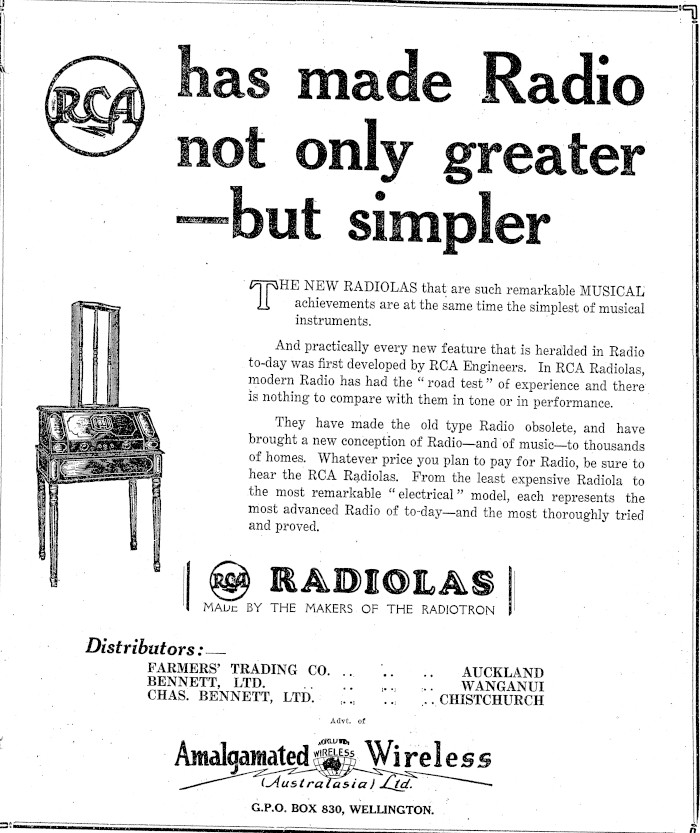 RCA
has made Radio
not only greater
—but simpler
THE NEW RADIOLAS that are such remarkable MUSICAL
achievements are at the same time the simplest of musical
instruments.
And practically every new feature that is heralded in Radio
to-day was first developed by RCA Engineers. In RCA Radiolas,
modern Radio has had the "road test" of experience and there
is nothing to compare with them in tone or in performance.
They have made the old type Radio obsolete, and have
brought a new conception of Radio—and of music—to thousands
of homes. Whatever price you plan to pay for Radio, be sure to
hear the RCA Radiolas. From the least expensive Radiola to
the most remarkable "electrical" model, each represents the
most advanced Radio of to-day—and the most thoroughly tried
and proved.
RCA RADIOLAS
MADE BY THE MAKERS OF THE RADIOTRON
Distributors:—
FARMERS' TRADING CO. .. .. .. AUCKLAND
BENNETT, LTD. .. .. .. .. WANGANUI
CHAS. BENNETT, LTD. .. .. .. CHISTCHURCH
Advt. of
Amalgamated WORLD WIDE WIRELESS Wireless
(Australasia) Ltd.
G.P.O. BOX 830, WELLINGTON.